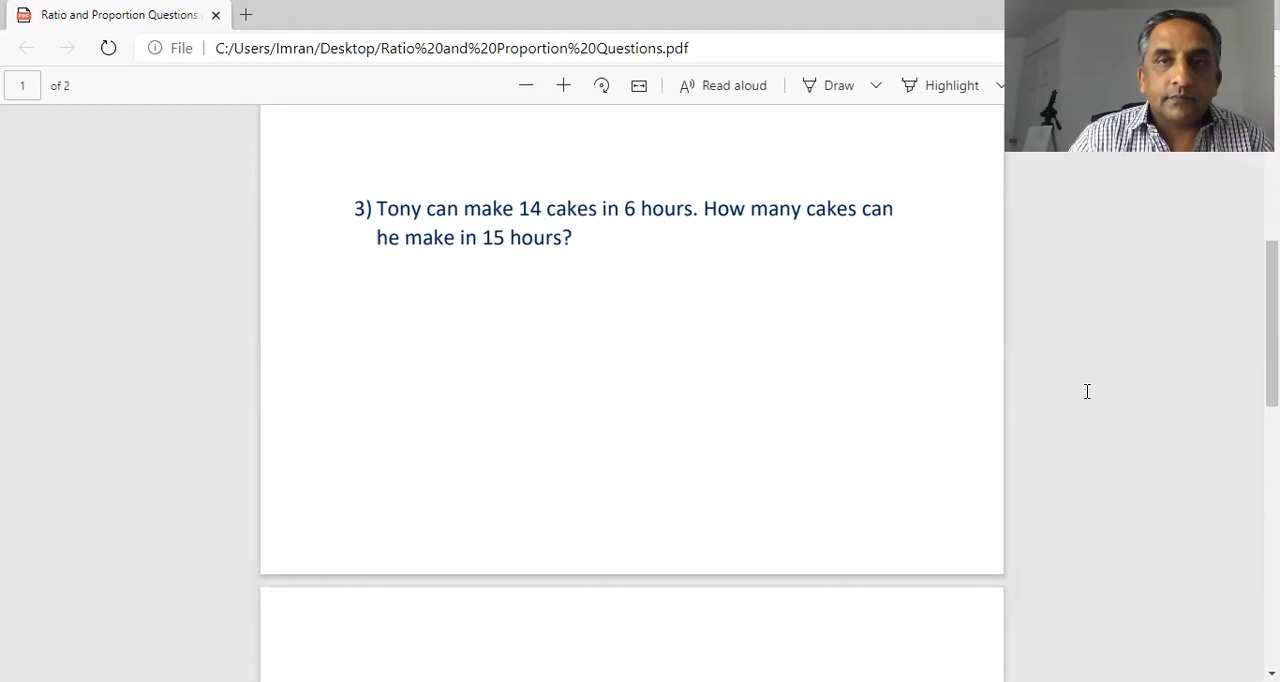 Ratio and Proportion Questions.
File
C:/Users/Imran/Desktop/Ratio%20and%20Proportion%20Questions.pdf
1 of 2
Read aloud
Draw
Highlight
3) Tony can make 14 cakes in 6 hours. How many cakes can
he make in 15 hours?